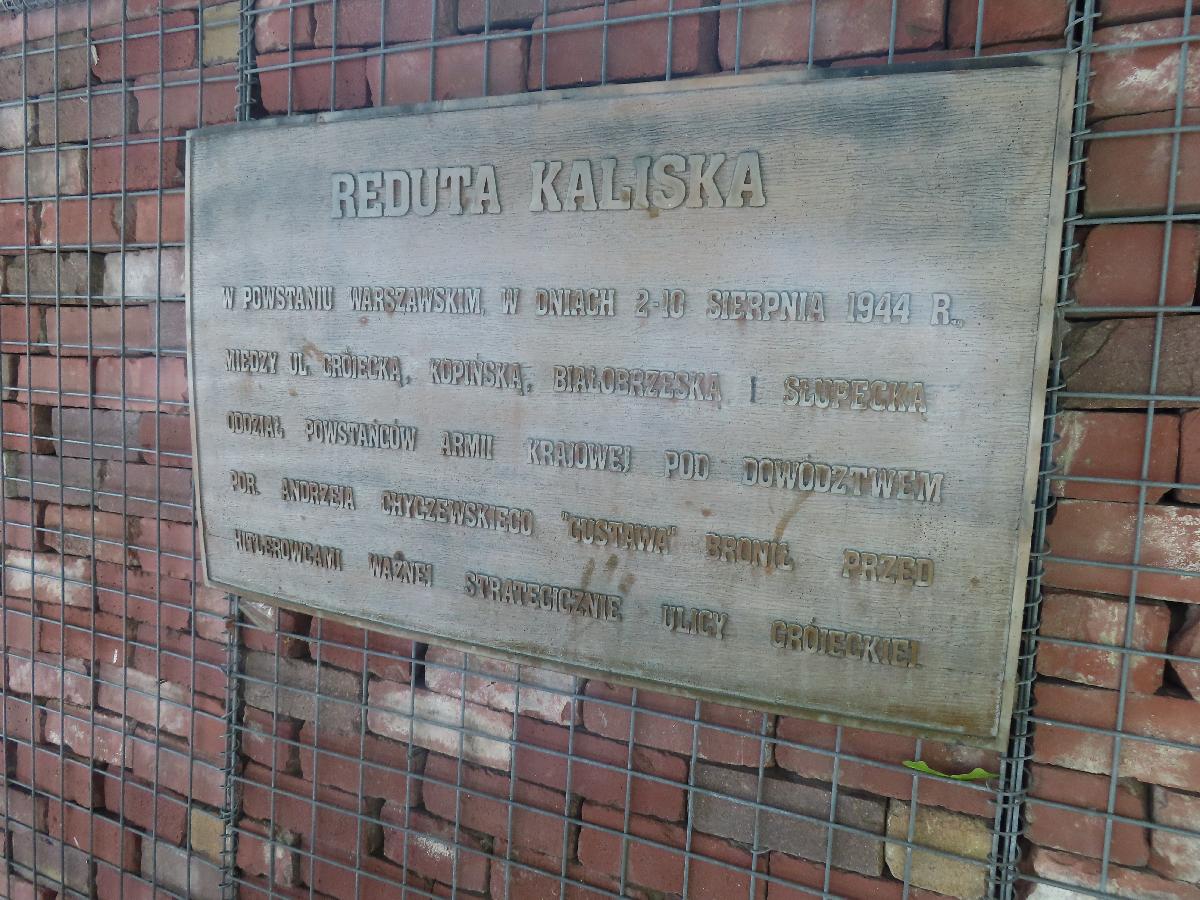 REDUTA KALISKA
W POWSTANIU WARSZAWSKIM, W DNIACH 2-10 SIERPNIA 1944 R.,
MIĘDZY UL. GRÓJECKĄ, KOPIŃSKĄ, BIAŁOBRZESKĄ I SŁUPECKĄ
ODDZIAŁ POWSTAŃCÓW ARMII KRAJOWEJ POD DOWÓDZTWEM
POR. ANDRZEJA CHYCZEWSKIEGO "GUSTAWA" BRONIŁ PRZED
HITLEROWCAMI WAŻNEJ STRATEGICZNIE ULICY GRÓJECKIEJ.